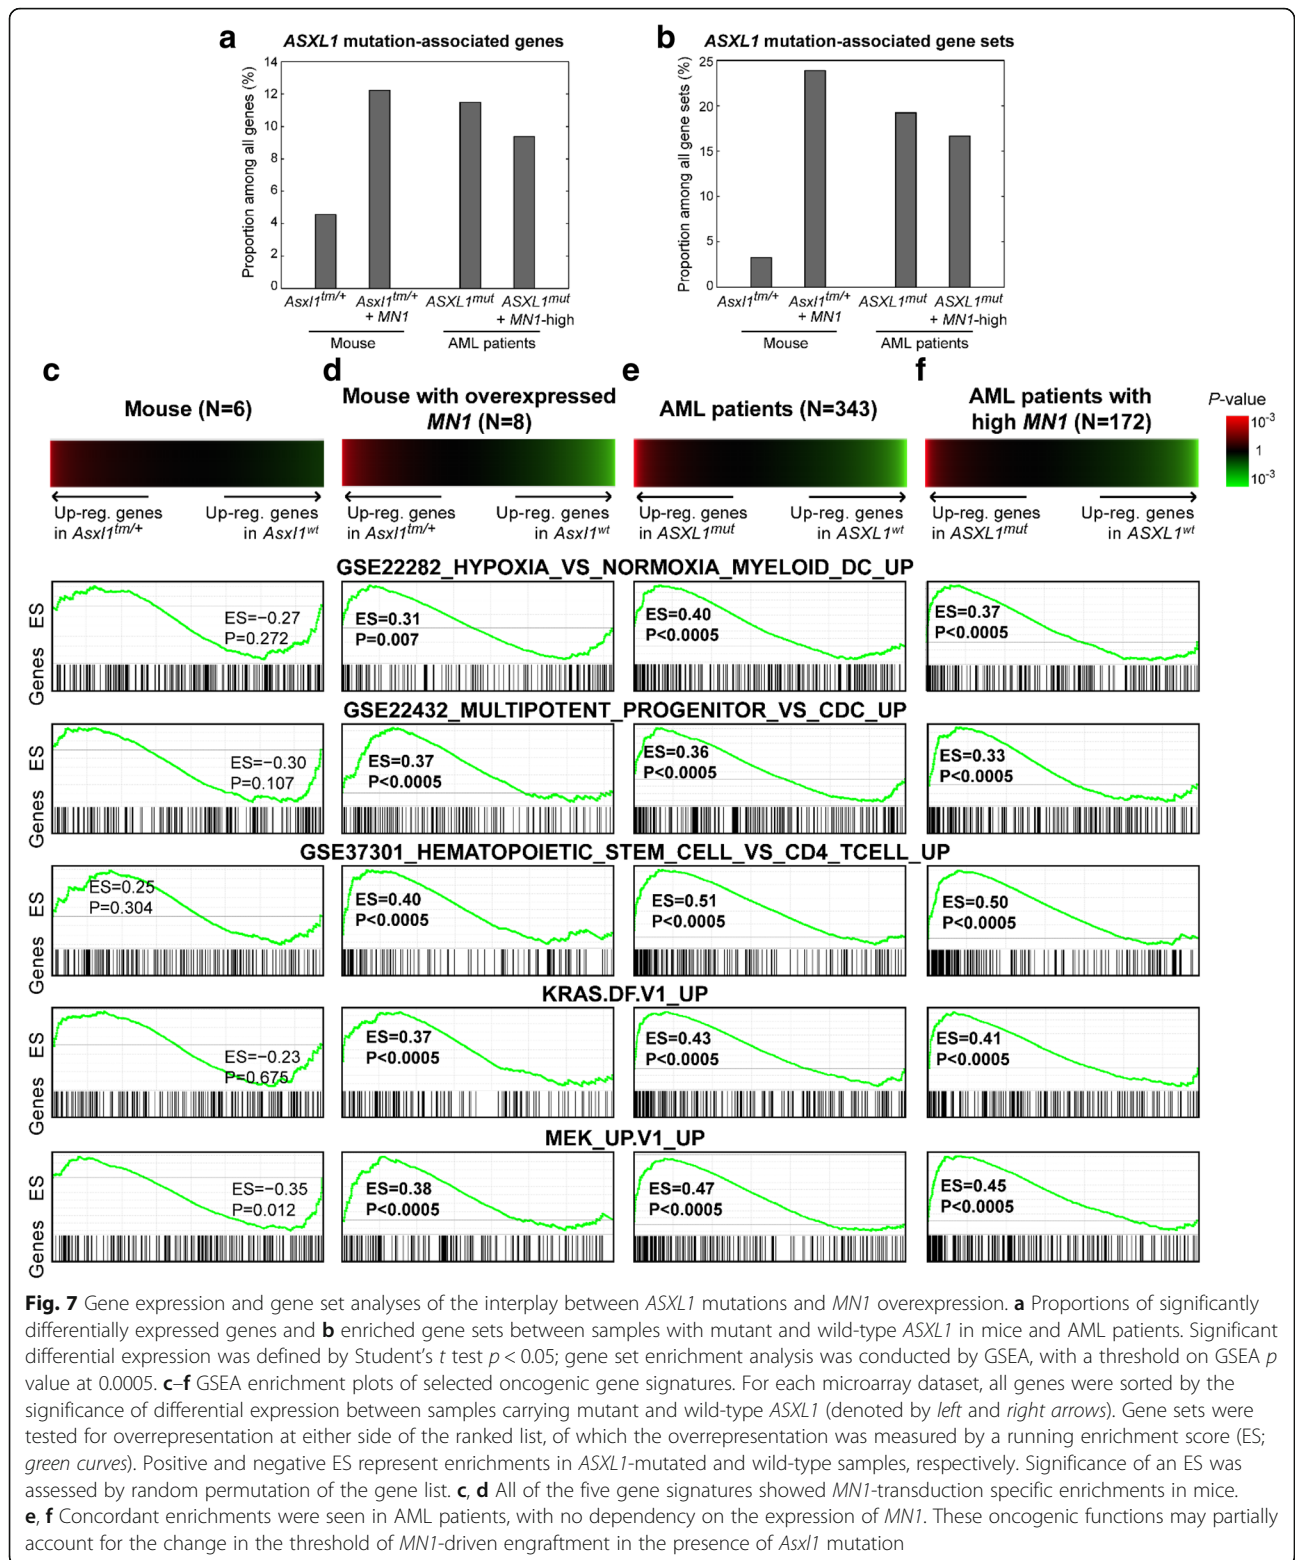 a
ASXL1 mutation-associated genes
Proportion among all genes (%)
14
12
10
8
6
4
2
0
Asxl1tm/+
Asxl1tm/+
+ MN1
ASXL1mut
ASXL1mut
+ MN1-high
Mouse
AML patients
b
ASXL1 mutation-associated gene sets
Proportion among all gene sets (%)
25
20
15
10
5
0
Asxl1tm/+
Asxl1tm/+
+ MN1
ASXL1mut
ASXL1mut
+ MN1-high
Mouse
AML patients
c
Mouse (N=6)
Up-reg. genes
in Asxl1tm/+
Up-reg. genes
in Asxl1wt
d
Mouse with overexpressed
MN1 (N=8)
Up-reg. genes
in Asxl1tm/+
Up-reg. genes
in Asxl1wt
e
AML patients (N=343)
Up-reg. genes
in ASXL1mut
Up-reg. genes
in ASXL1wt
f
AML patients with
high MN1 (N=172)
Up-reg. genes
in ASXL1mut
Up-reg. genes
in ASXL1wt
P-value
10-3
1
10-3
GSE22282_HYPOXIA_VS_NORMOXIA_MYELOID_DC_UP
ES
Genes
ES=−0.27
P=0.272
ES=0.31
P=0.007
ES=0.40
P<0.0005
ES=0.37
P<0.0005
GSE22432_MULTIPOTENT_PROGENITOR_VS_CDC_UP
ES
Genes
ES=−0.30
P=0.107
ES=0.37
P<0.0005
ES=0.36
P<0.0005
ES=0.33
P<0.0005
GSE37301_HEMATOPOIETIC_STEM_CELL_VS_CD4_TCELL_UP
ES
Genes
ES=0.25
P=0.304
ES=0.40
P<0.0005
ES=0.51
P<0.0005
ES=0.50
P<0.0005
KRAS.DF.V1_UP
ES
Genes
ES=−0.23
P=0.675
ES=0.37
P<0.0005
ES=0.43
P<0.0005
ES=0.41
P<0.0005
MEK_UP.V1_UP
ES
Genes
ES=−0.35
P=0.012
ES=0.38
P<0.0005
ES=0.47
P<0.0005
ES=0.45
P<0.0005
Fig. 7 Gene expression and gene set analyses of the interplay between ASXL1 mutations and MN1 overexpression. a Proportions of significantly
differentially expressed genes and b enriched gene sets between samples with mutant and wild-type ASXL1 in mice and AML patients. Significant
differential expression was defined by Student's t test p < 0.05; gene set enrichment analysis was conducted by GSEA, with a threshold on GSEA p
value at 0.0005. c–f GSEA enrichment plots of selected oncogenic gene signatures. For each microarray dataset, all genes were sorted by the
significance of differential expression between samples carrying mutant and wild-type ASXL1 (denoted by left and right arrows). Gene sets were
tested for overrepresentation at either side of the ranked list, of which the overrepresentation was measured by a running enrichment score (ES;
green curves). Positive and negative ES represent enrichments in ASXL1-mutated and wild-type samples, respectively. Significance of an ES was
assessed by random permutation of the gene list. c, d All of the five gene signatures showed MN1-transduction specific enrichments in mice.
e, f Concordant enrichments were seen in AML patients, with no dependency on the expression of MN1. These oncogenic functions may partially
account for the change in the threshold of MN1-driven engraftment in the presence of Asxl1 mutation